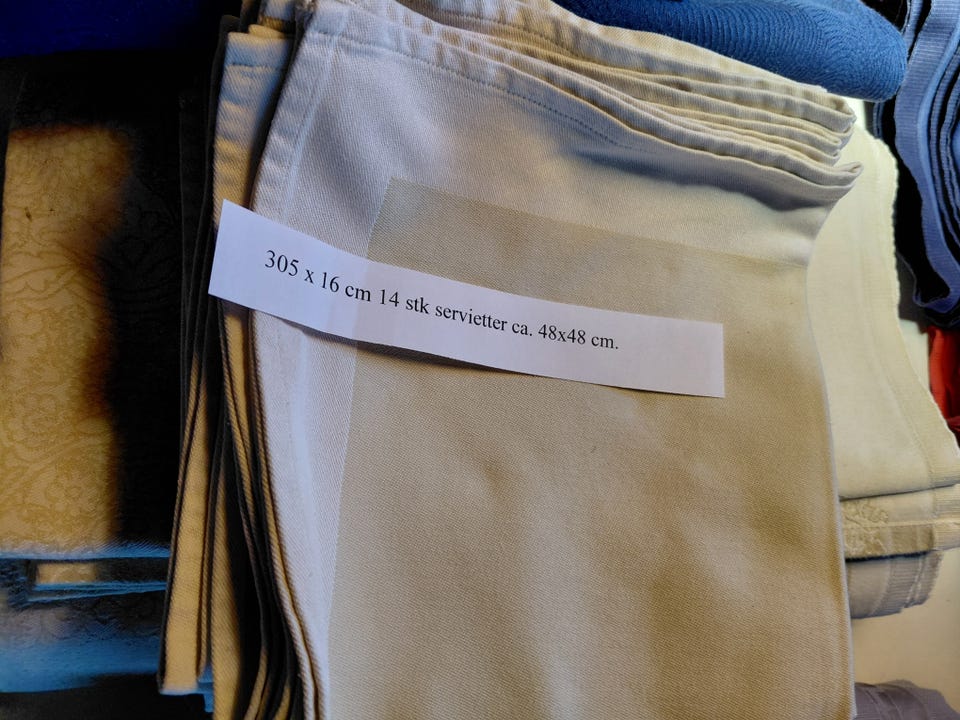 305 x 16 cm 14 stk servietter ca. 48x48 cm.